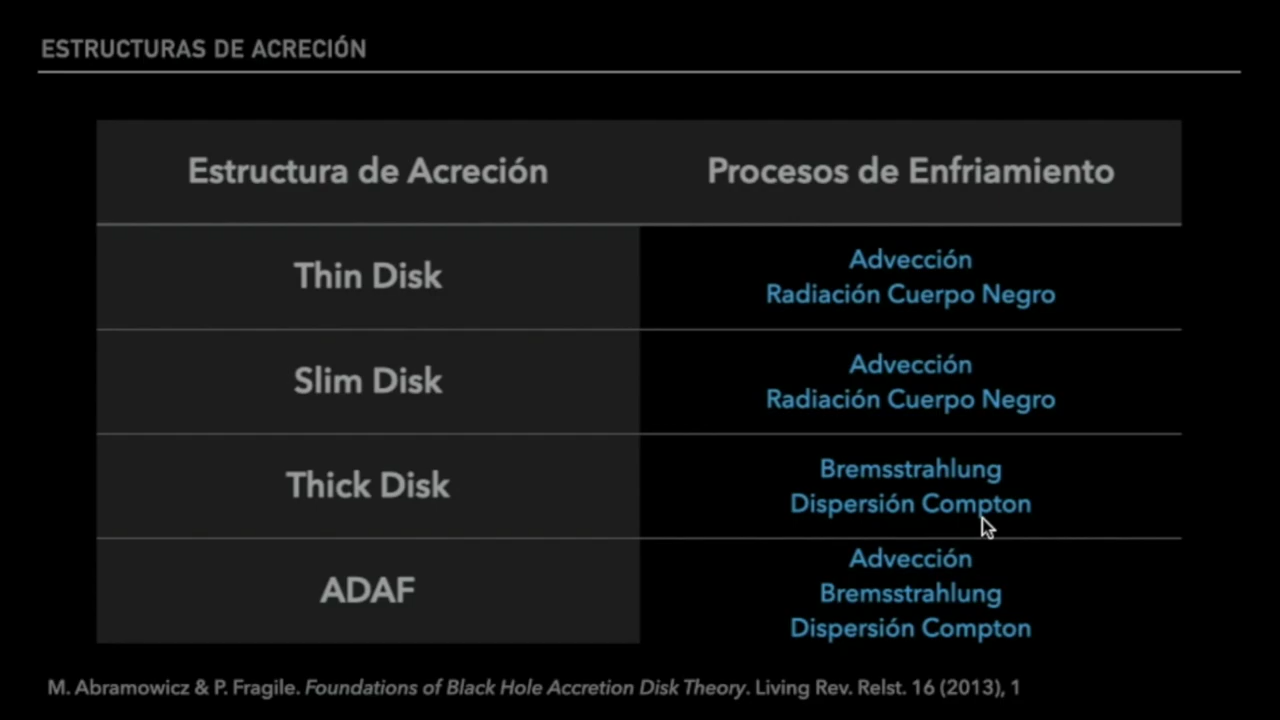 ESTRUCTURAS DE ACRECIÓN
Estructura de Acreción
Procesos de Enfriamiento
Thin Disk
Advección
Radiación Cuerpo Negro
Slim Disk
Advección
Radiación Cuerpo Negro
Thick Disk
Bremsstrahlung
Dispersión Compton
ADAF
Advección
Bremsstrahlung
Dispersión Compton
M. Abramowicz & P. Fragile. Foundations of Black Hole Accretion Disk Theory. Living Rev. Relst. 16 (2013), 1